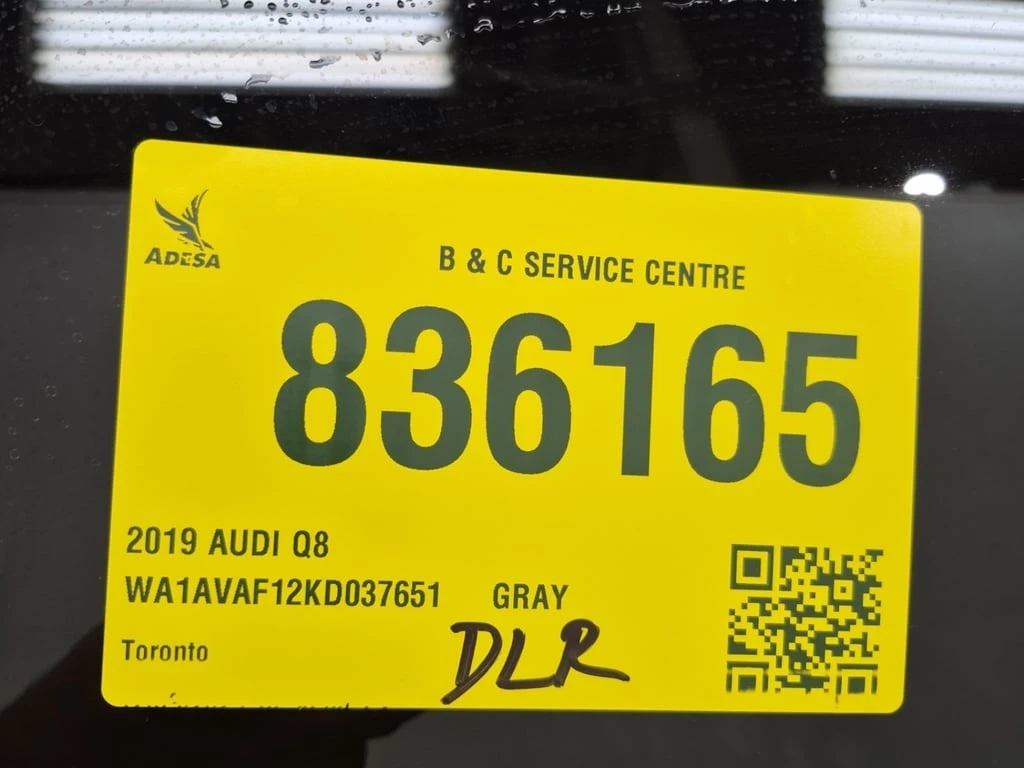 ADESA
B & C SERVICE CENTRE
836165
2019 AUDI Q8
WA1AVAF12KD037651 GRAY
Toronto
DLR